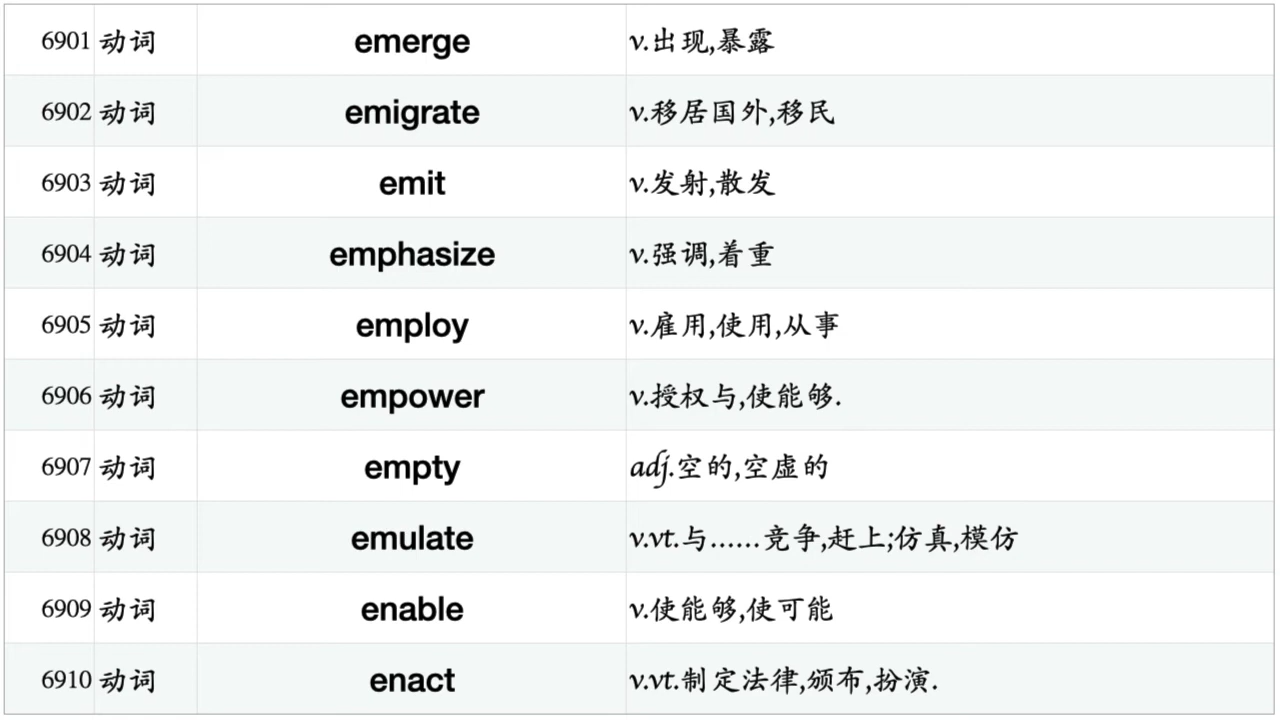 6901 动词 emerge v.出现,暴露
6902 动词 emigrate v.移居国外,移民
6903 动词 emit v.发射,散发
6904 动词 emphasize v.强调,着重
6905 动词 employ v.雇用,使用,从事
6906 动词 empower v.授权与,使能够.
6907 动词 empty adj.空的,空虚的
6908 动词 emulate v.vt.与……竞争,赶上;仿真,模仿
6909 动词 enable v.使能够,使可能
6910 动词 enact v.vt.制定法律,颁布,扮演.